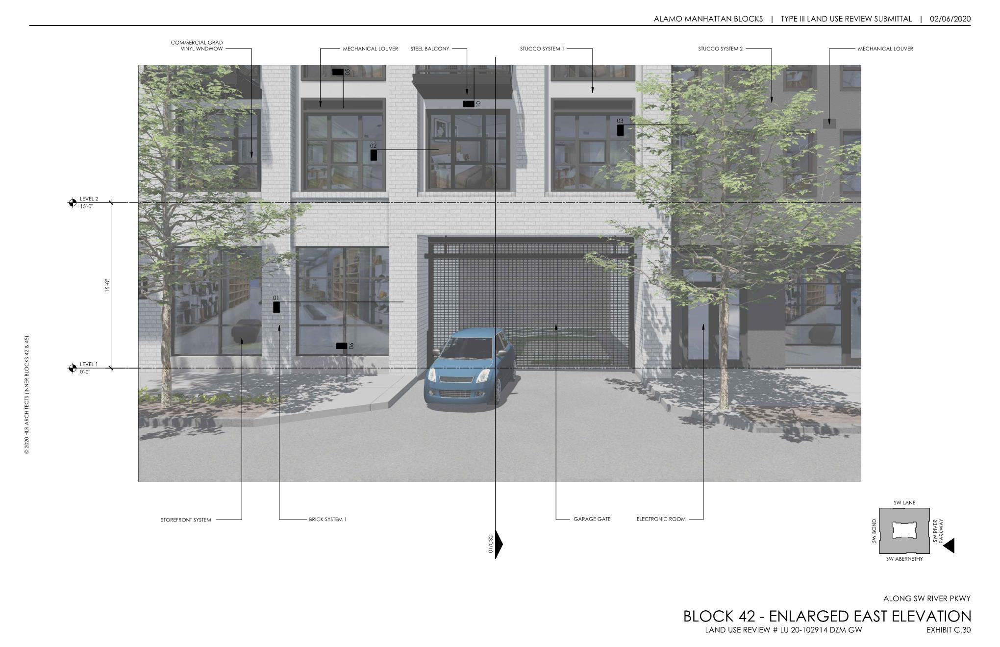 ALAMO MANHATTAN BLOCKS | TYPE III LAND USE REVIEW SUBMITTAL | 02/06/2020
COMMERCIAL GRAD
VINYL WNDWOW
MECHANICAL LOUVER
STEEL BALCONY
STUCCO SYSTEM 1
STUCCO SYSTEM 2
MECHANICAL LOUVER
05
10
03
02
LEVEL 2
15'-0"
15'-0"
01
06
LEVEL 1
0'-0"
© 2020 HLR ARCHITECTS (INNER BLOCKS 42 & 45)
STOREFRONT SYSTEM
BRICK SYSTEM 1
GARAGE GATE
ELECTRONIC ROOM
01/C32
SW LANE
SW BOND
SW RIVER
PARKWAY
SW ABERNETHY
ALONG SW RIVER PKWY
BLOCK 42 - ENLARGED EAST ELEVATION
LAND USE REVIEW # LU 20-102914 DZM GW
EXHIBIT C.30